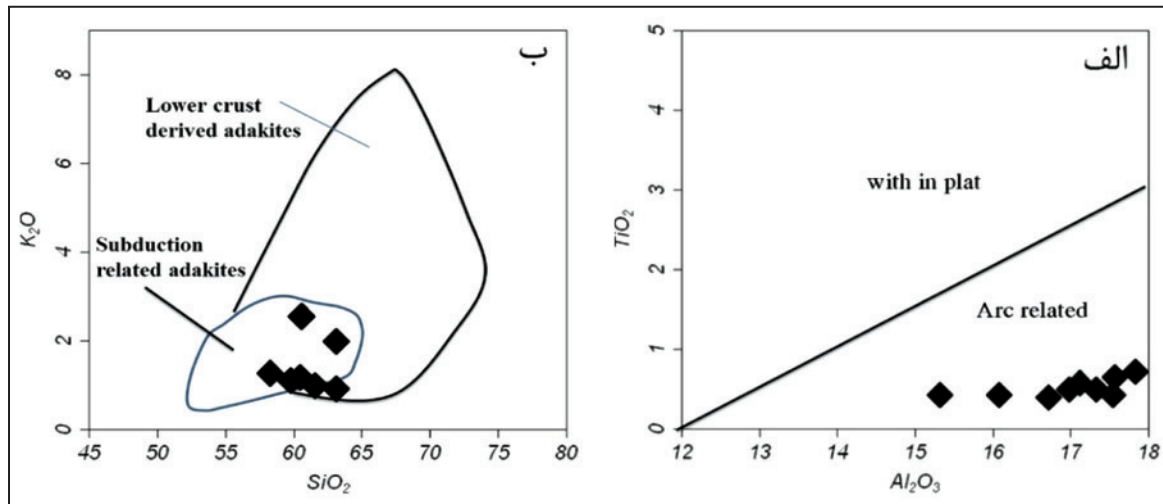 ب
Lower crust
derived adakites
Subduction
related adakites
K₂O
0
2
4
6
8
45
50
55
60
65
70
75
80
SiO₂
الف
with in plat
Arc related
TiO₂
0
1
2
3
4
5
12
13
14
15
16
17
18
Al₂O₃